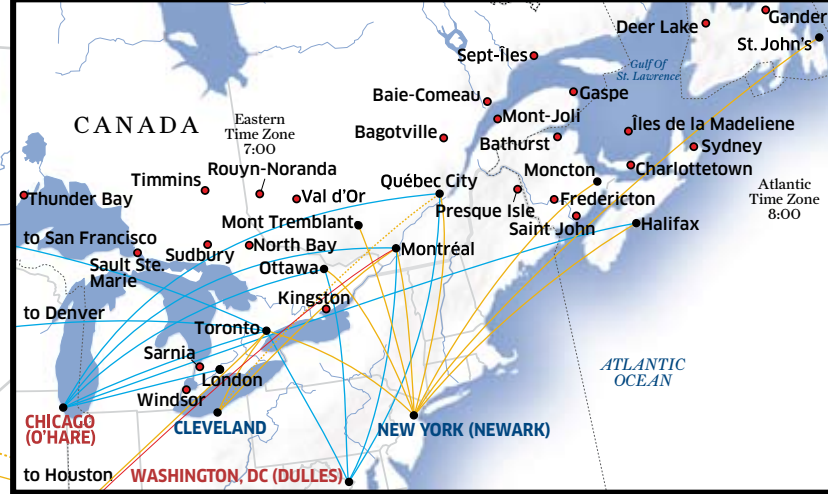 Gander
Deer Lake
St. John's
Sept-Îles
Gulf Of
St. Lawrence
Baie-Comeau
Gaspe
CANADA
Eastern
Time Zone
7:00
Mont-Joli
Îles de la Madeliene
Bagotville
Bathurst
Sydney
Rouyn-Noranda
Timmins
Québec City
Moncton
Charlottetown
Thunder Bay
Val d'Or
Atlantic
Time Zone
8:00
Presque Isle
Fredericton
Mont Tremblant
Saint John
Halifax
to San Francisco
Sudbury
North Bay
Montréal
Sault Ste.
Marie
Ottawa
Kingston
to Denver
Toronto
Sarnia
London
ATLANTIC
OCEAN
Windsor
CHICAGO
(O'HARE)
CLEVELAND
NEW YORK (NEWARK)
to Houston
WASHINGTON, DC (DULLES)